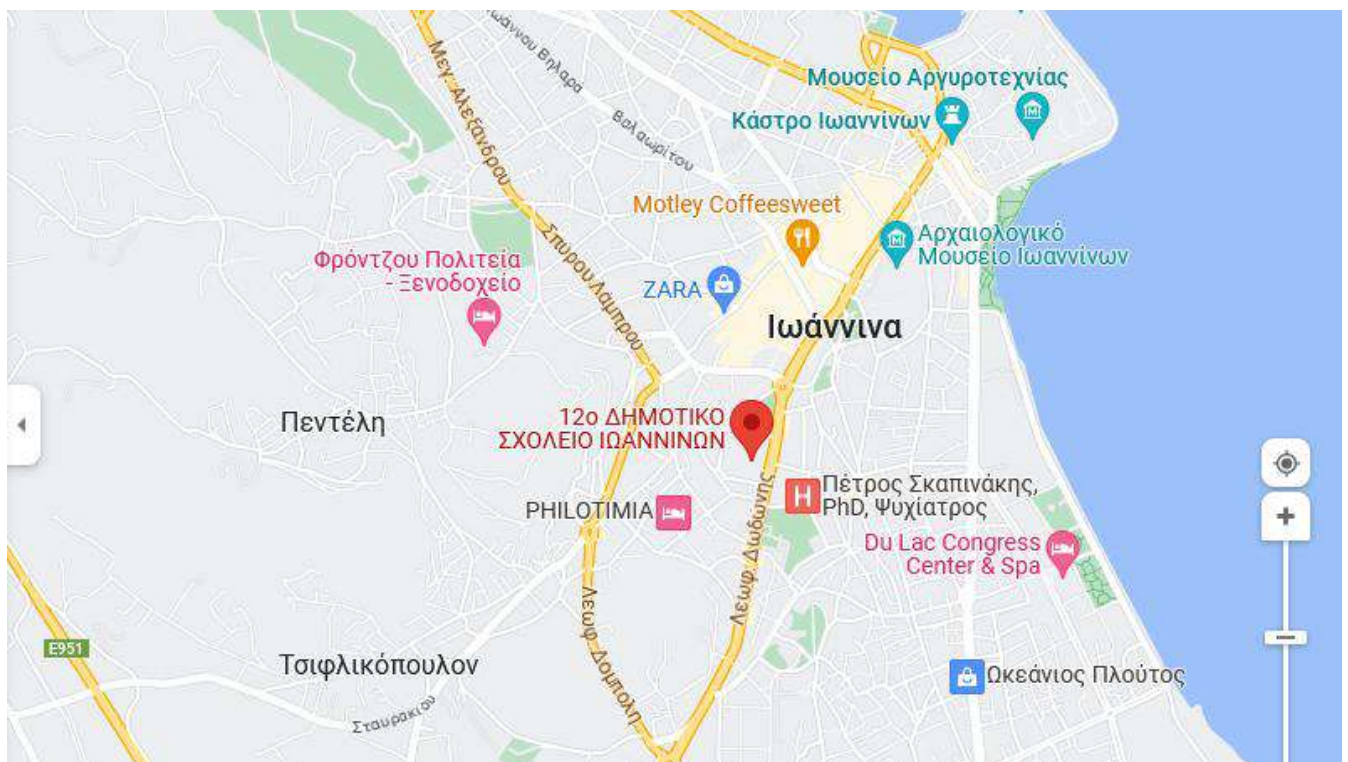 Ιωάννου Βηλαρά
Μεγ. Αλεξάνδρου
Βαλαωρίτου
Μουσείο Αργυροτεχνίας
Κάστρο Ιωαννίνων
Motley Coffeesweet
Αρχαιολογικό
Μουσείο Ιωαννίνων
Φρόντζου Πολιτεία
- Ξενοδοχείο
Σπύρου Λάμπρου
ZARA
Ιωάννινα
Πεντέλη
12ο ΔΗΜΟΤΙΚΟ
ΣΧΟΛΕΙΟ ΙΩΑΝΝΙΝΩΝ
PHILOTIMIA
Πέτρος Σκαπινάκης,
PhD, Ψυχίατρος
Λεωφ. Δωδώνης
Du Lac Congress
Center & Spa
Λεωφ. Δομπόλη
E951
Τσιφλικόπουλον
Σταυρακίου
Ωκεάνιος Πλούτος